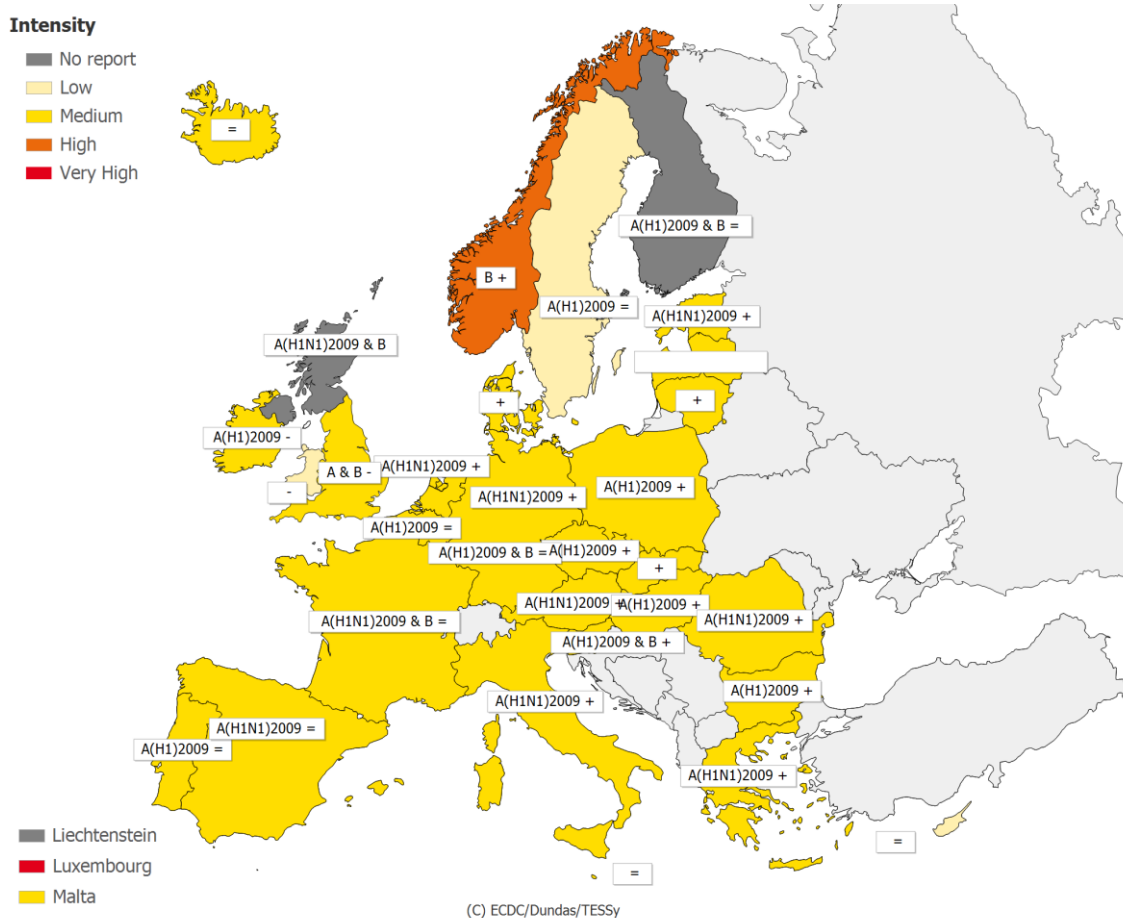 Intensity
No report
Low
Medium
High
Very High
=
A(H1)2009 & B =
B +
A(H1)2009 =
A(H1N1)2009 +
A(H1N1)2009 & B
+
+
A(H1)2009 -
A & B -
A(H1N1)2009 +
-
A(H1N1)2009 +
A(H1)2009 +
A(H1)2009 =
A(H1)2009 & B =
A(H1)2009 +
+
A(H1N1)2009 +
A(H1)2009 +
A(H1N1)2009 & B =
A(H1N1)2009 +
A(H1)2009 & B +
A(H1)2009 +
A(H1N1)2009 +
A(H1N1)2009 =
A(H1)2009 =
A(H1N1)2009 +
=
=
Liechtenstein
Luxembourg
Malta
(C) ECDC/Dundas/TESSy